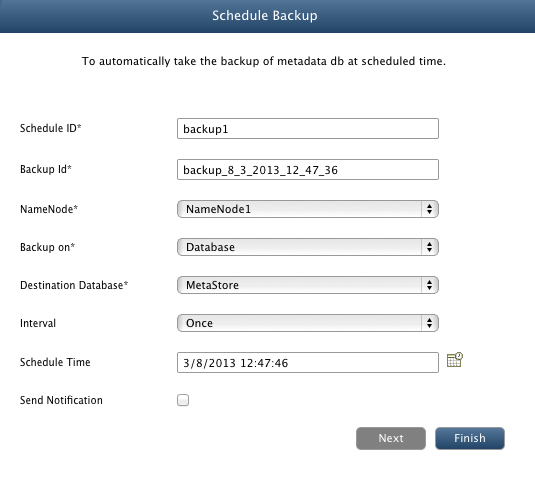 Schedule Backup
To automatically take the backup of metadata db at scheduled time.
Schedule ID* backup1
Backup Id* backup_8_3_2013_12_47_36
NameNode* NameNode1
Backup on* Database
Destination Database* MetaStore
Interval Once
Schedule Time 3/8/2013 12:47:46
Send Notification
Next Finish